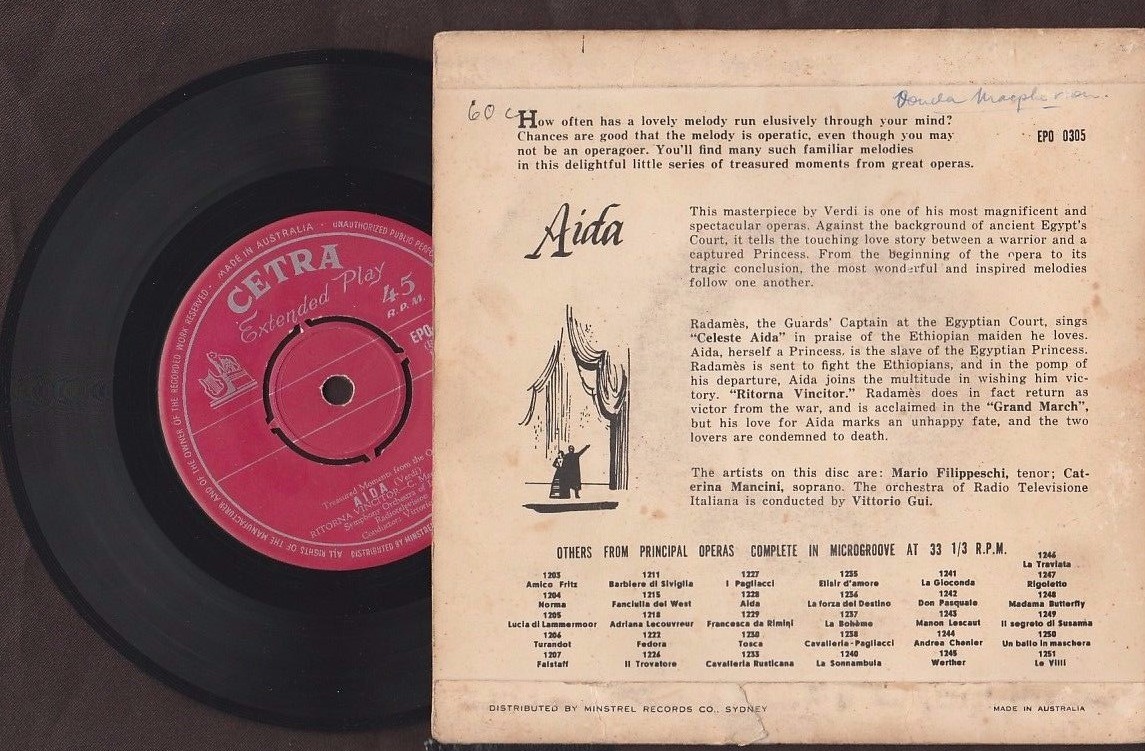 MADE IN AUSTRALIA · UNAUTHORIZED PUBLIC
ALL RIGHTS OF THE MANUFACTURER AND OF THE OWNER OF THE RECORDED WORK RESERVED ·
DISTRIBUTED BY
CETRA
Extended Play
45
R.P.M.
EPO
Treasured Moments from the
AIDA (Verdi)
RITORNA VINCITOR—C.
Symphony Orchestra of
Conductor:
60 c
Macpherson.
How often has a lovely melody run elusively through your mind?
Chances are good that the melody is operatic, even though you may
not be an operagoer. You'll find many such familiar melodies
in this delightful little series of treasured moments from great operas.
EPO 0305
Aida
This masterpiece by Verdi is one of his most magnificent and
spectacular operas. Against the background of ancient Egypt's
Court, it tells the touching love story between a warrior and a
captured Princess. From the beginning of the opera to its
tragic conclusion, the most wonderful and inspired melodies
follow one another.
Radamès, the Guards' Captain at the Egyptian Court, sings
“Celeste Aida” in praise of the Ethiopian maiden he loves.
Aida, herself a Princess, is the slave of the Egyptian Princess.
Radamès is sent to fight the Ethiopians, and in the pomp of
his departure, Aida joins the multitude in wishing him vic-
tory. “Ritorna Vincitor.” Radamès does in fact return as
victor from the war, and is acclaimed in the “Grand March”,
but his love for Aida marks an unhappy fate, and the two
lovers are condemned to death.
The artists on this disc are: Mario Filippeschi, tenor; Cat-
erina Mancini, soprano. The orchestra of Radio Televisione
Italiana is conducted by Vittorio Gui.
OTHERS FROM PRINCIPAL OPERAS COMPLETE IN MICROGROOVE AT 33 1/3 R.P.M.
1203
Amico Fritz
1204
Norma
1205
Lucia di Lammermoor
1206
Turandot
1207
Falstaff
1211
Barbiere di Siviglia
1215
Fanciulla del West
1218
Adriana Lecouvreur
1222
Fedora
1226
Il Trovatore
1227
I Pagliacci
1228
Aida
1229
Francesca da Rimini
1230
Tosca
1233
Cavalleria Rusticana
1235
Elisir d'amore
1236
La forza del Destino
1237
La Bohème
1238
Cavalleria-Pagliacci
1240
La Sonnambula
1241
La Gioconda
1242
Don Pasquale
1243
Manon Lescaut
1244
Andrea Chenier
1245
Werther
1246
La Traviata
1247
Rigoletto
1248
Madama Butterfly
1249
Il segreto di Susanna
1250
Un ballo in maschera
1251
Le Villi
DISTRIBUTED BY MINSTREL RECORDS CO., SYDNEY
MADE IN AUSTRALIA